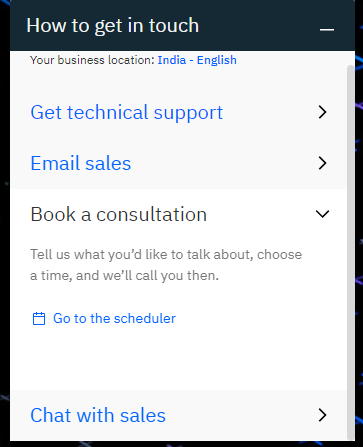 How to get in touch
Your business location: India - English
Get technical support
Email sales
Book a consultation
Tell us what you’d like to talk about, choose
a time, and we’ll call you then.
Go to the scheduler
Chat with sales